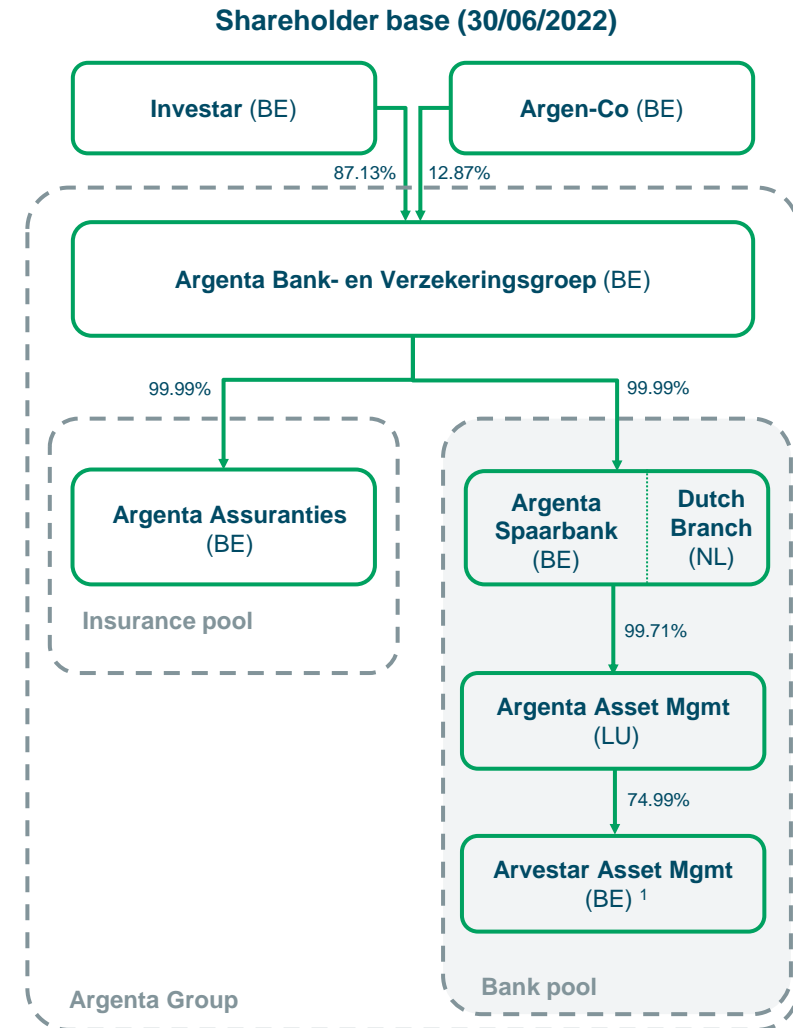 Shareholder base (30/06/2022)
Investar (BE)
Argen-Co (BE)
87.13%
12.87%
Argenta Bank- en Verzekeringsgroep (BE)
99.99%
99.99%
Argenta Assuranties
(BE)
Insurance pool
Argenta
Spaarbank
(BE)
Dutch
Branch
(NL)
99.71%
Argenta Asset Mgmt
(LU)
74.99%
Arvestar Asset Mgmt
(BE) 1
Bank pool
Argenta Group